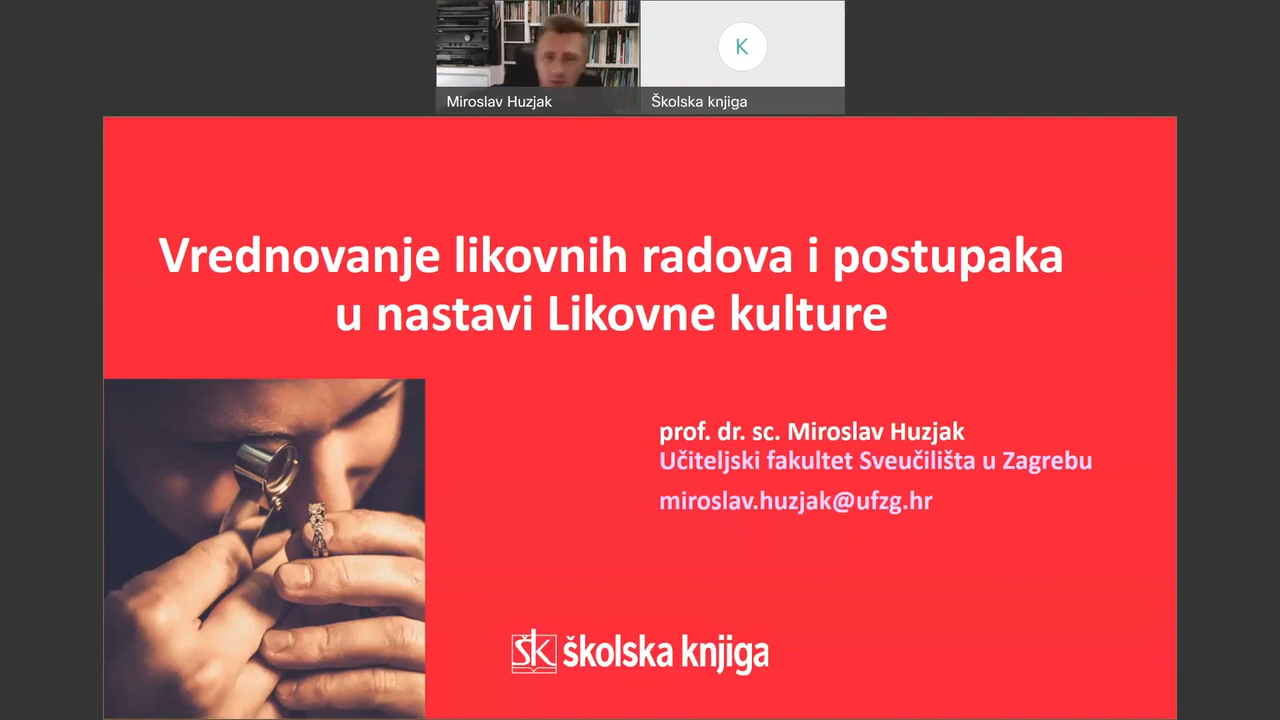 K
Miroslav Huzjak
Školska knjiga
Vrednovanje likovnih radova i postupaka
u nastavi Likovne kulture
prof. dr. sc. Miroslav Huzjak
Učiteljski fakultet Sveučilišta u Zagrebu
miroslav.huzjak@ufzg.hr
šk školska knjiga